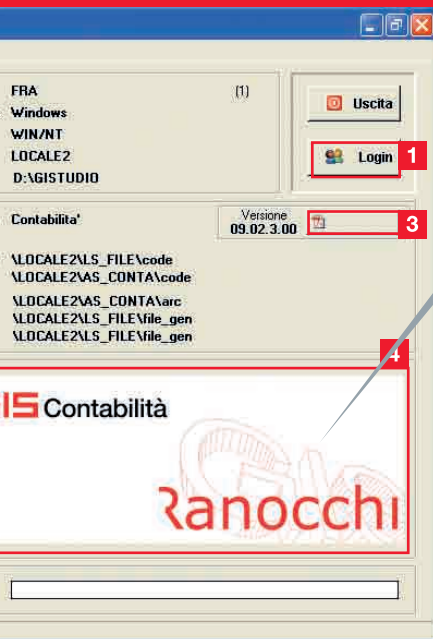 FRA (1)
Windows
WIN/NT
LOCALE2
D:\GISTUDIO
Uscita
Login 1
Contabilita'
Versione
09.02.3.00 3
\LOCALE2\LS_FILE\code
\LOCALE2\AS_CONTA\code
\LOCALE2\AS_CONTA\arc
\LOCALE2\LS_FILE\file_gen
\LOCALE2\LS_FILE\file_gen
4
IS Contabilità
Ranocchi